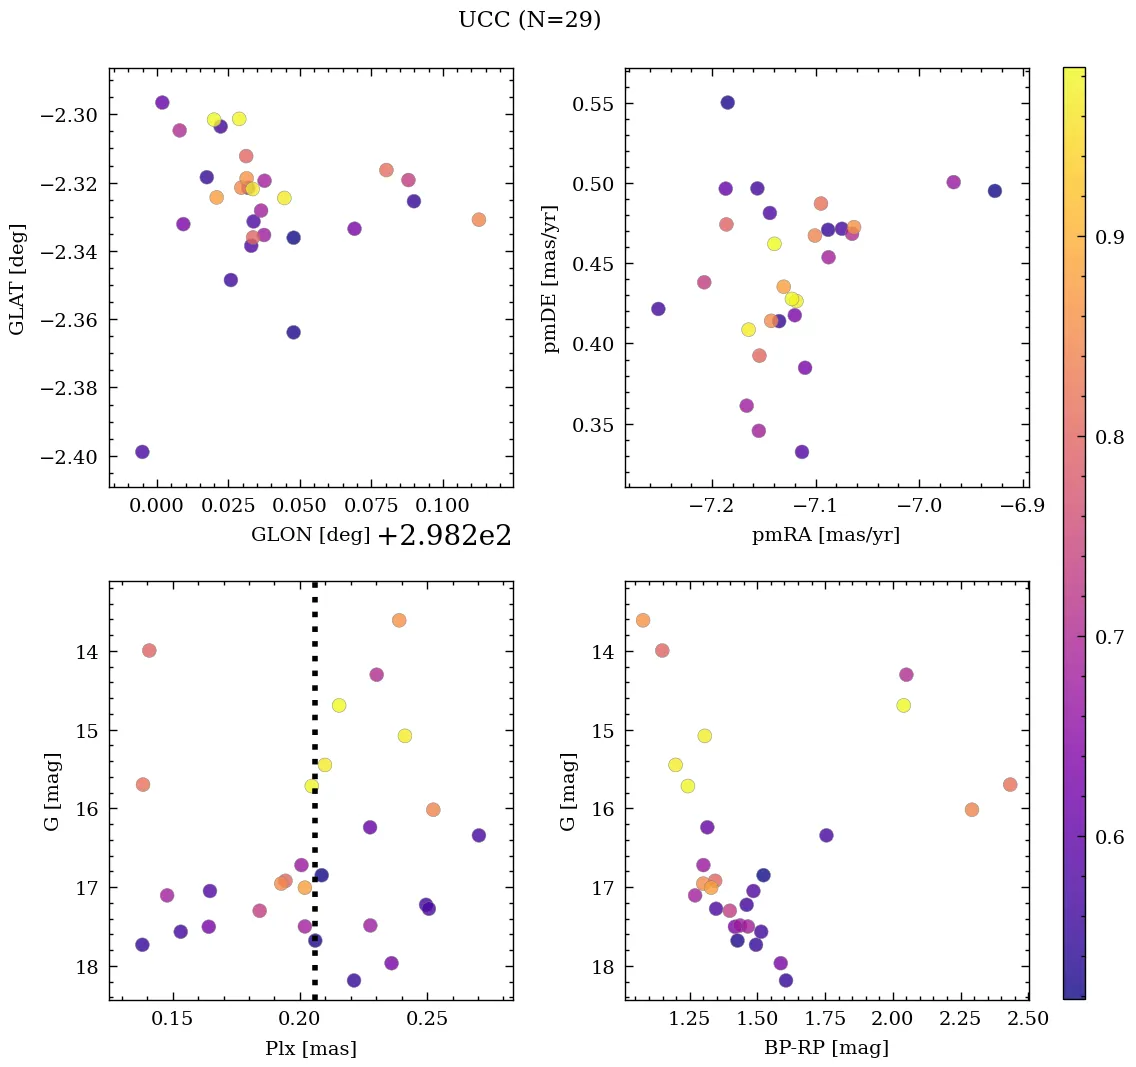 UCC (N=29)
−2.30
−2.32
−2.34
−2.36
−2.38
−2.40
GLAT [deg]
0.000 0.025 0.050 0.075 0.100
GLON [deg] +2.982e2
0.55
0.50
0.45
0.40
0.35
pmDE [mas/yr]
−7.2 −7.1 −7.0 −6.9
pmRA [mas/yr]
14
15
16
17
18
G [mag]
0.15 0.20 0.25
Plx [mas]
14
15
16
17
18
G [mag]
1.25 1.50 1.75 2.00 2.25 2.50
BP-RP [mag]
0.9
0.8
0.7
0.6